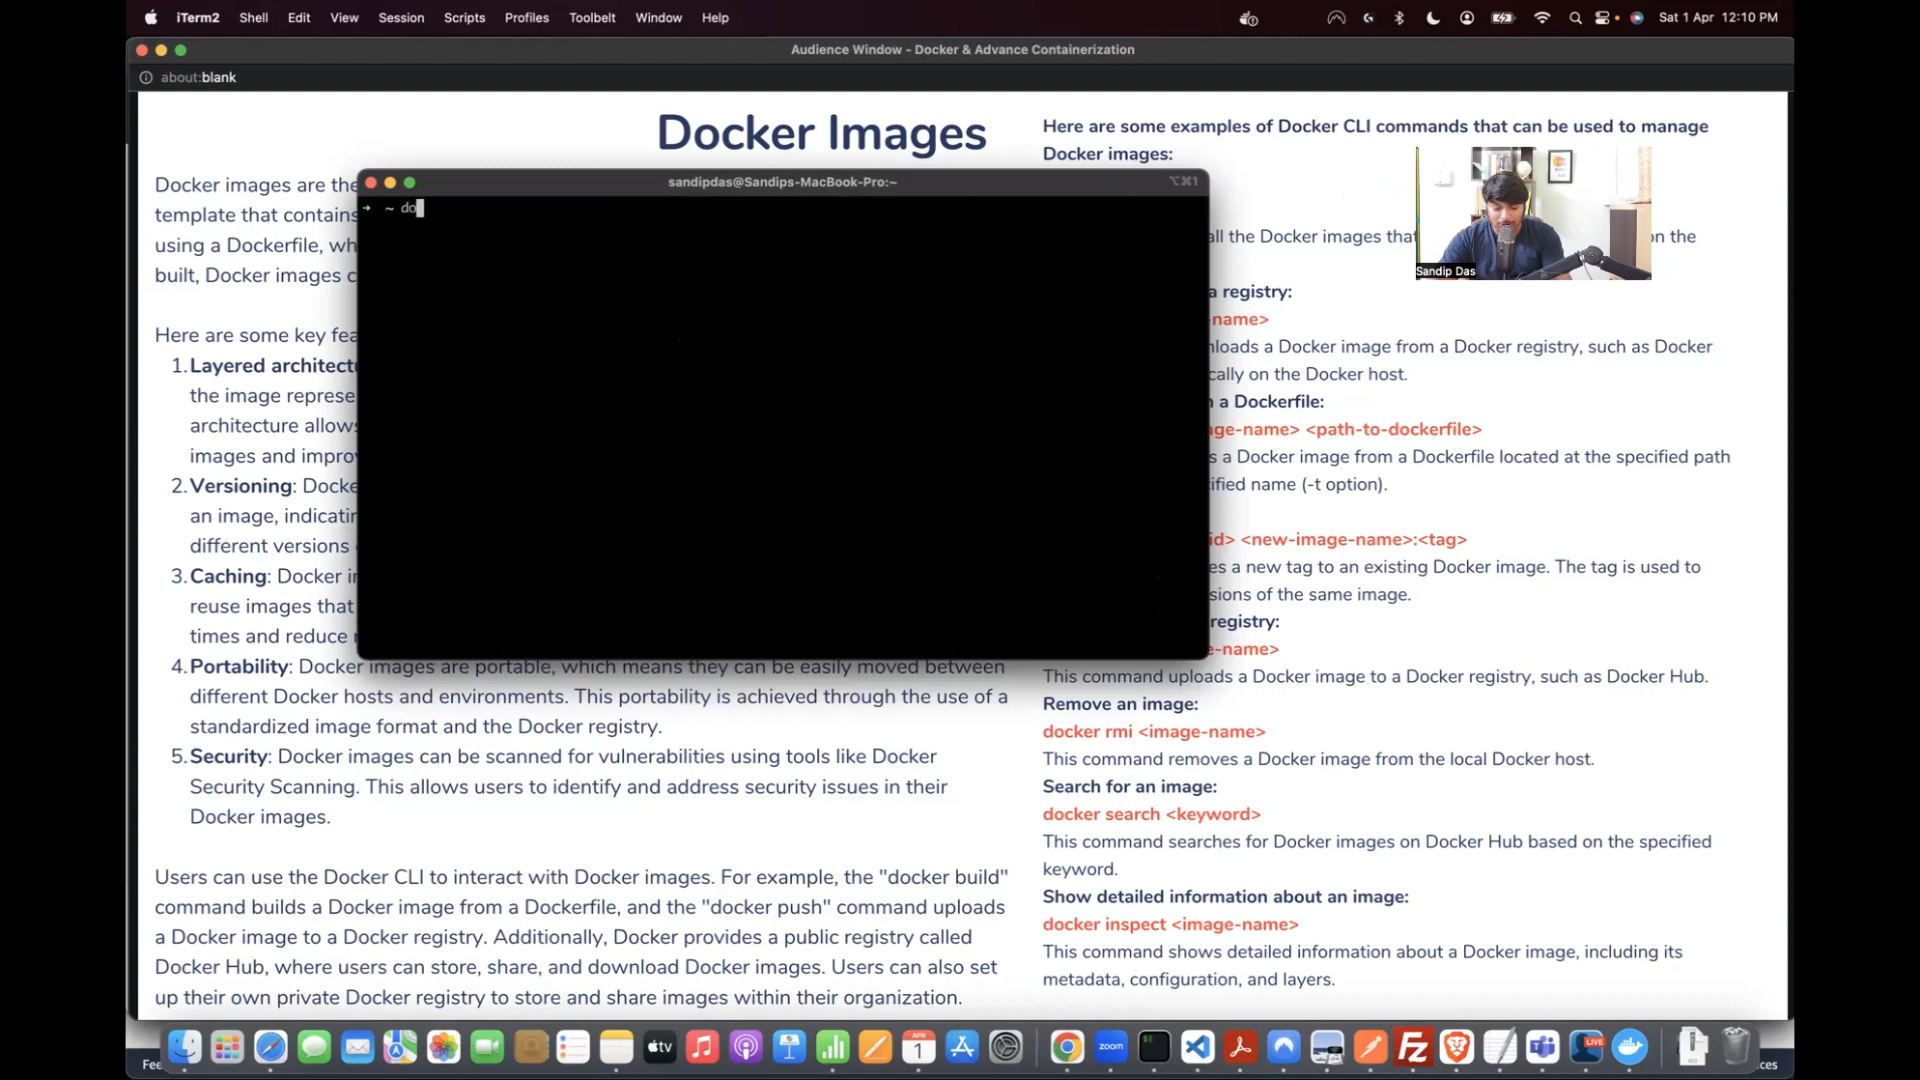 iTerm2 Shell Edit View Session Scripts Profiles Toolbelt Window Help Sat 1 Apr 12:10 PM
Audience Window - Docker & Advance Containerization
about:blank
Docker Images
Docker images are the
template that contains
using a Dockerfile, wh
built, Docker images c
Here are some key fea
1. Layered architectu
the image represe
architecture allows
images and improv
2. Versioning: Docke
an image, indicatin
different versions
3. Caching: Docker i
reuse images that
times and reduce
4. Portability: Docker images are portable, which means they can be easily moved between
different Docker hosts and environments. This portability is achieved through the use of a
standardized image format and the Docker registry.
5. Security: Docker images can be scanned for vulnerabilities using tools like Docker
Security Scanning. This allows users to identify and address security issues in their
Docker images.
Users can use the Docker CLI to interact with Docker images. For example, the "docker build"
command builds a Docker image from a Dockerfile, and the "docker push" command uploads
a Docker image to a Docker registry. Additionally, Docker provides a public registry called
Docker Hub, where users can store, share, and download Docker images. Users can also set
up their own private Docker registry to store and share images within their organization.
sandipdas@Sandips-MacBook-Pro:~ ⌥⌘1
➜ ~ do
Here are some examples of Docker CLI commands that can be used to manage
Docker images:
Sandip Das
all the Docker images that on the
a registry:
name>
nloads a Docker image from a Docker registry, such as Docker
cally on the Docker host.
a Dockerfile:
ge-name> <path-to-dockerfile>
s a Docker image from a Dockerfile located at the specified path
cified name (-t option).
id> <new-image-name>:<tag>
es a new tag to an existing Docker image. The tag is used to
sions of the same image.
registry:
e-name>
This command uploads a Docker image to a Docker registry, such as Docker Hub.
Remove an image:
docker rmi <image-name>
This command removes a Docker image from the local Docker host.
Search for an image:
docker search <keyword>
This command searches for Docker images on Docker Hub based on the specified
keyword.
Show detailed information about an image:
docker inspect <image-name>
This command shows detailed information about a Docker image, including its
metadata, configuration, and layers.
Fee
tv
APR
1
zoom
LIVE
ces